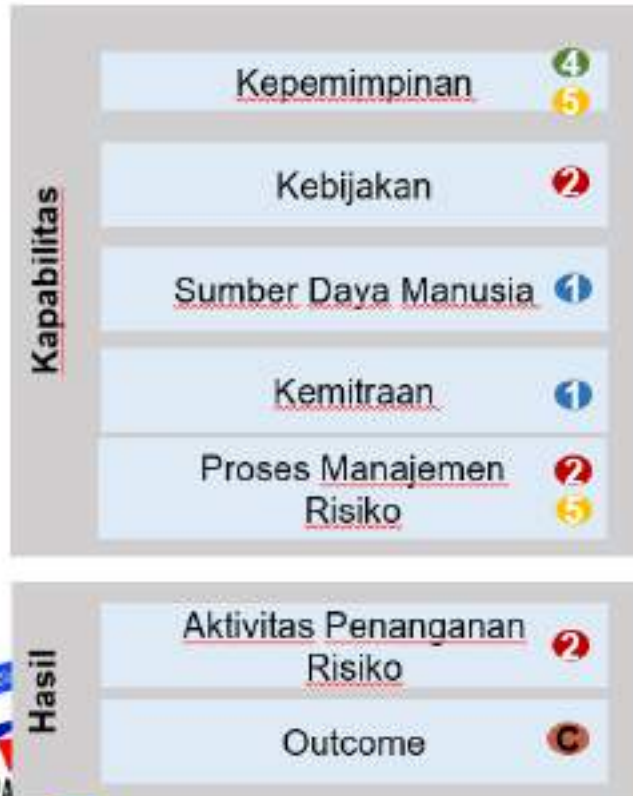 Kapabilitas
Kepemimpinan 4
5
Kebijakan 2
Sumber Daya Manusia 1
Kemitraan 1
Proses Manajemen 2
Risiko 5
Hasil
Aktivitas Penanganan
Risiko 2
Outcome C